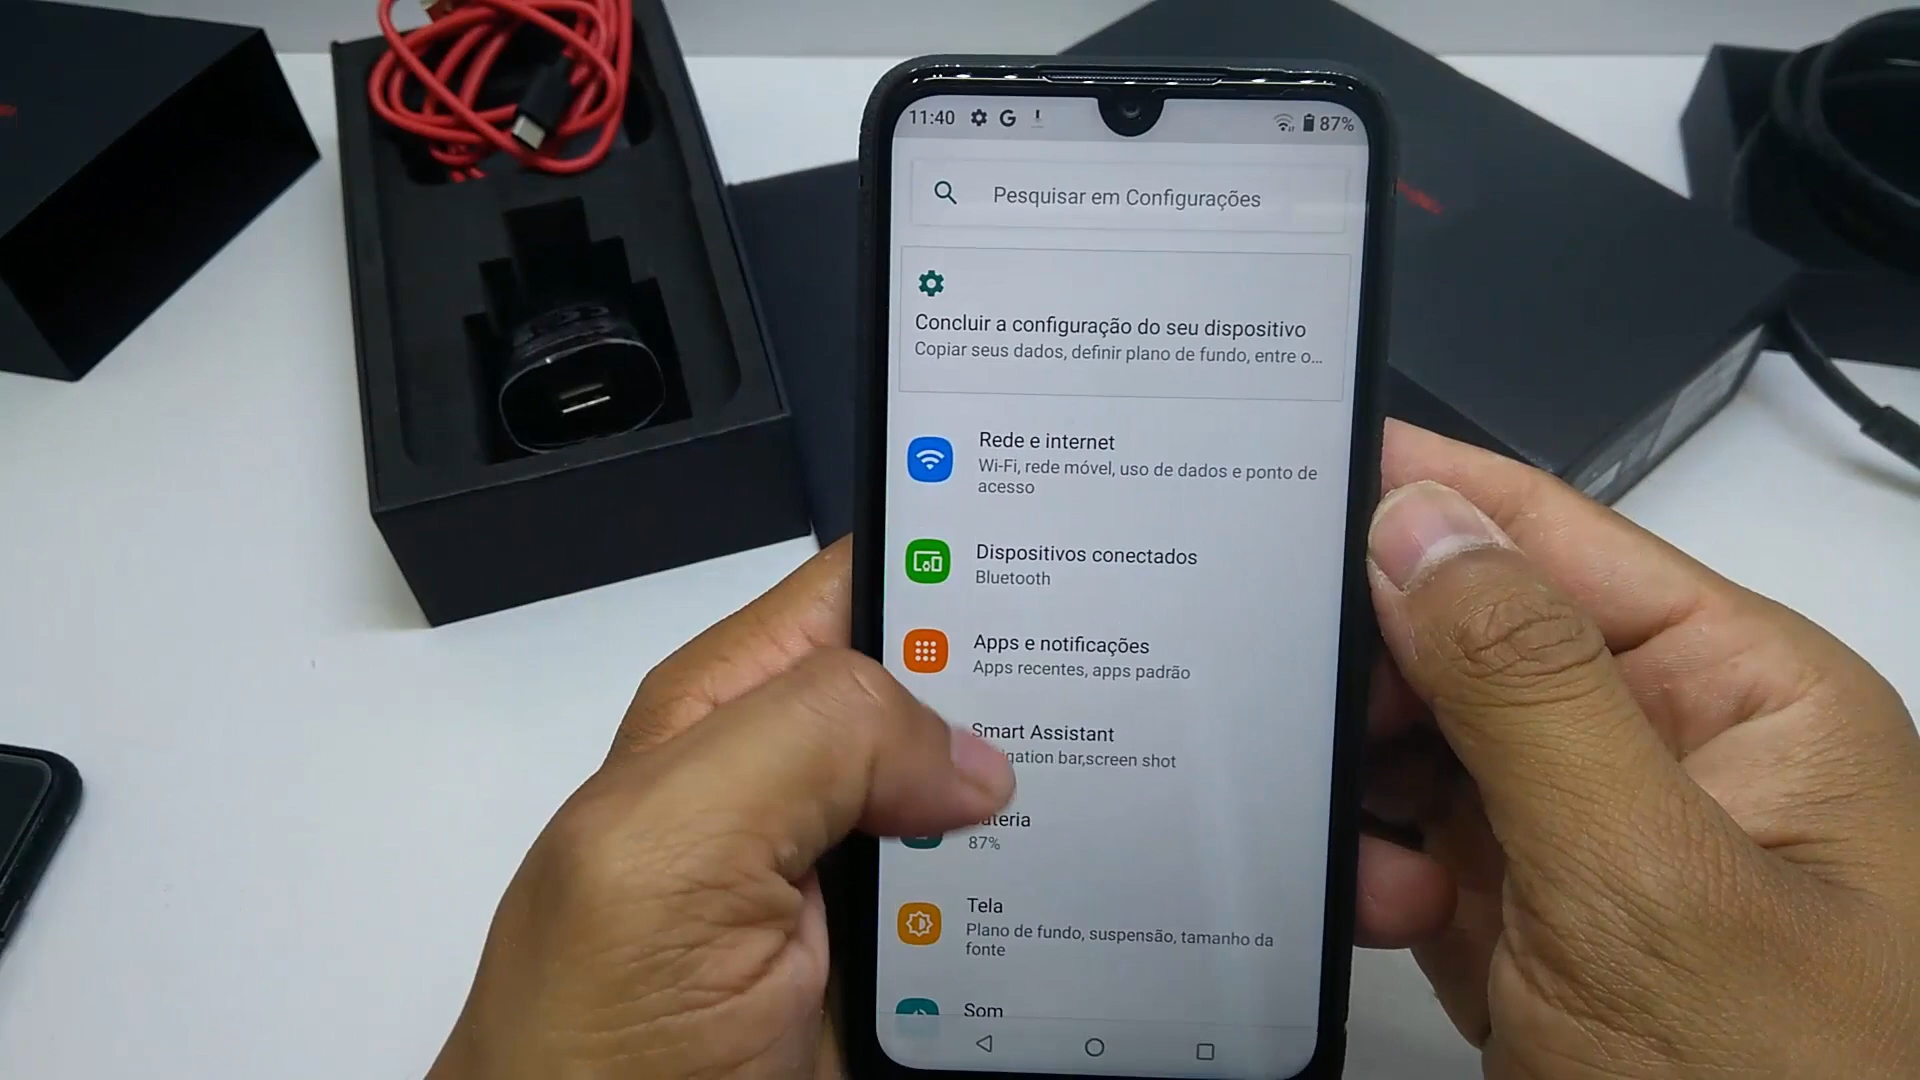 11:40 G 87%
Pesquisar em Configurações
Concluir a configuração do seu dispositivo
Copiar seus dados, definir plano de fundo, entre o...
Rede e internet
Wi-Fi, rede móvel, uso de dados e ponto de
acesso
Dispositivos conectados
Bluetooth
Apps e notificações
Apps recentes, apps padrão
Smart Assistant
bar,screen shot
87%
Tela
Plano de fundo, suspensão, tamanho da
fonte
Som